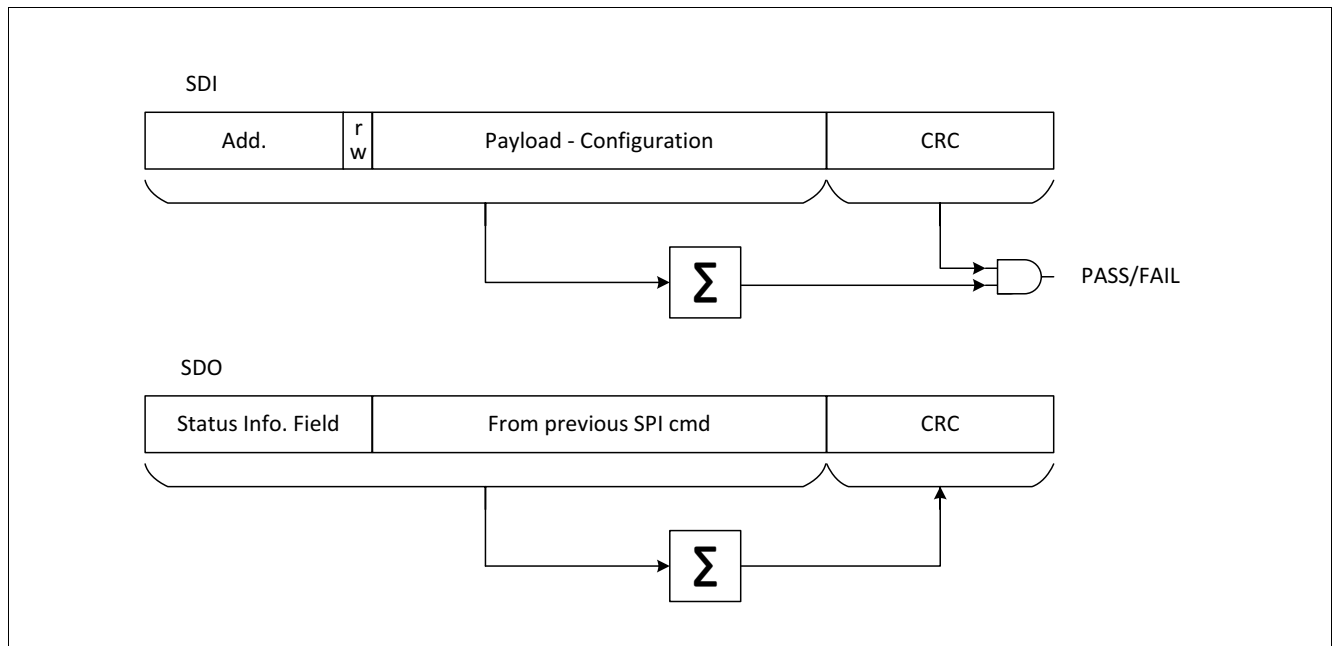 SDI
Add.
r
w
Payload - Configuration
CRC
Σ
PASS/FAIL
SDO
Status Info. Field
From previous SPI cmd
CRC
Σ